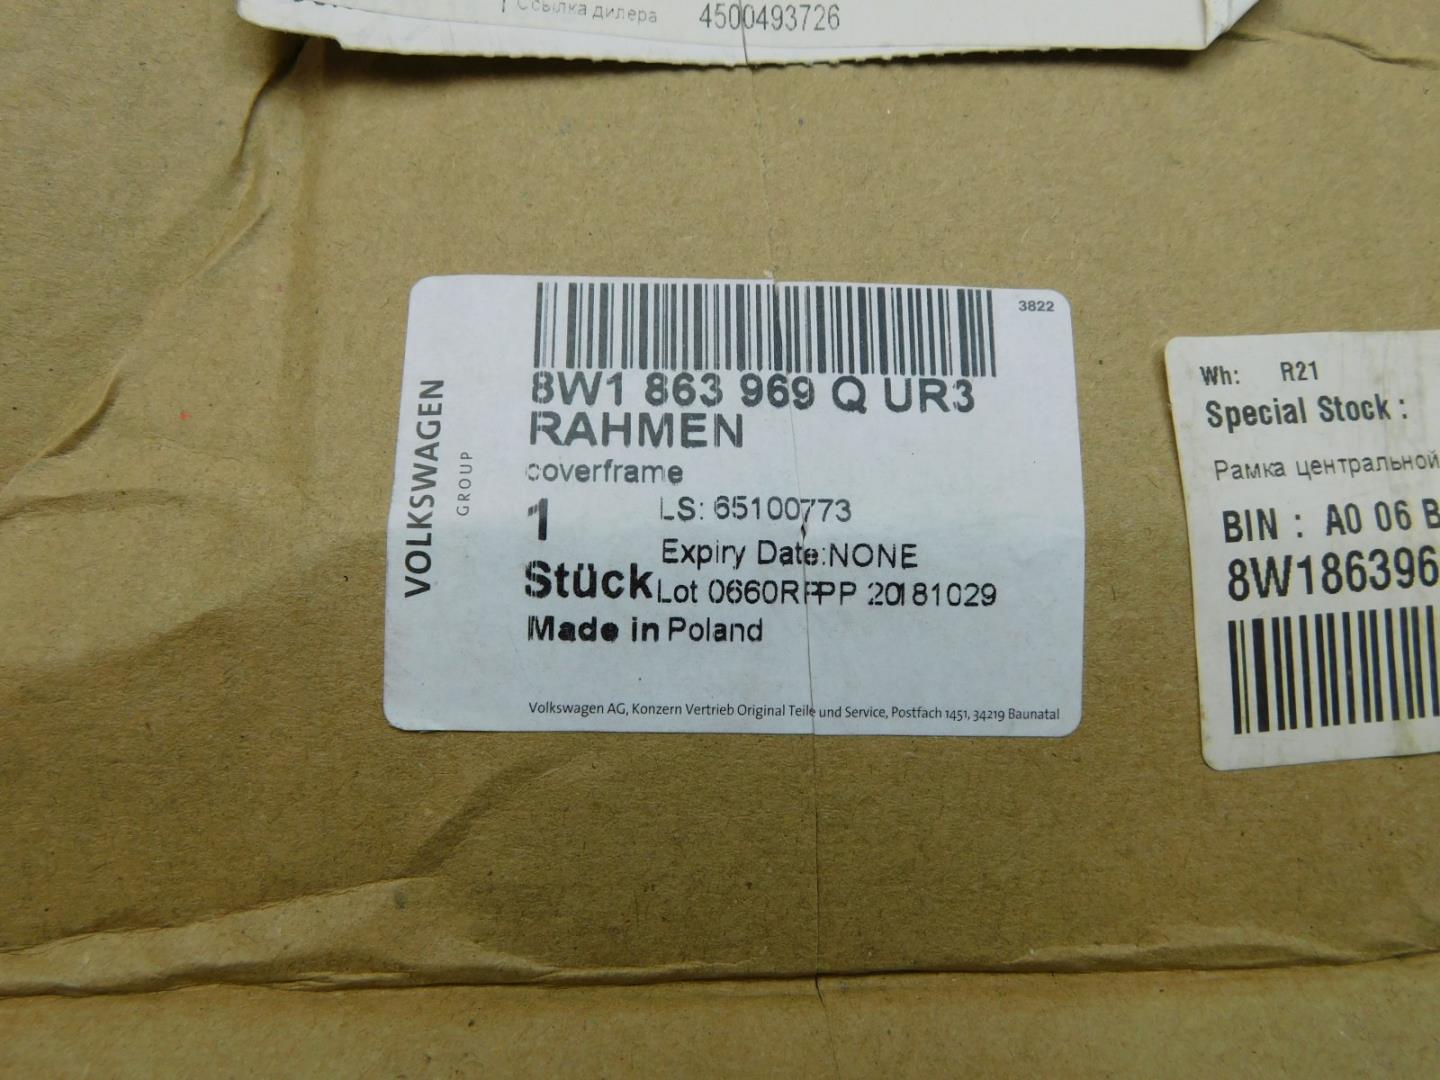 Ссылка дилера 4500493726
3822
8W1 863 969 Q UR3
RAHMEN
coverframe
1 LS: 65100773
Expiry Date:NONE
Stück Lot 0660RPPP 20181029
Made in Poland
Volkswagen AG, Konzern Vertrieb Original Teile und Service, Postfach 1451, 34219 Baunatal
VOLKSWAGEN
GROUP
Wh: R21
Special Stock :
Рамка центральной
BIN : A0 06 B
8W186396